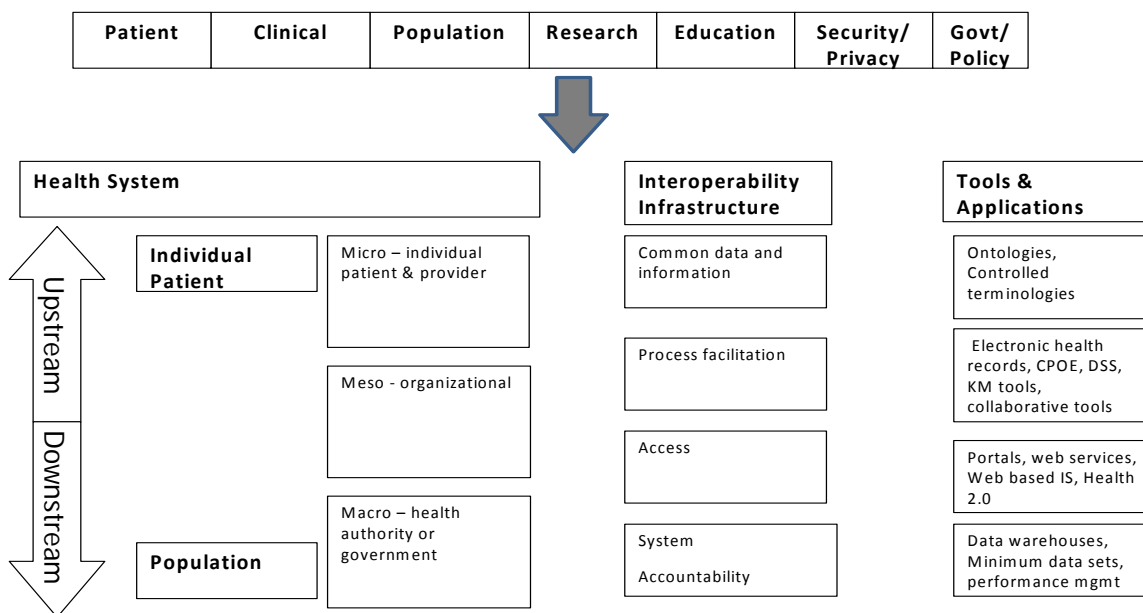 Patient
Clinical
Population
Research
Education
Security/
Privacy
Govt/
Policy
Health System
Interoperability
Infrastructure
Tools &
Applications
Upstream
Downstream
Individual
Patient
Micro – individual
patient & provider
Common data and
information
Ontologies,
Controlled
terminologies
Meso - organizational
Process facilitation
Electronic health
records, CPOE, DSS,
KM tools,
collaborative tools
Access
Portals, web services,
Web based IS, Health
2.0
Population
Macro – health
authority or
government
System
Accountability
Data warehouses,
Minimum data sets,
performance mgmt